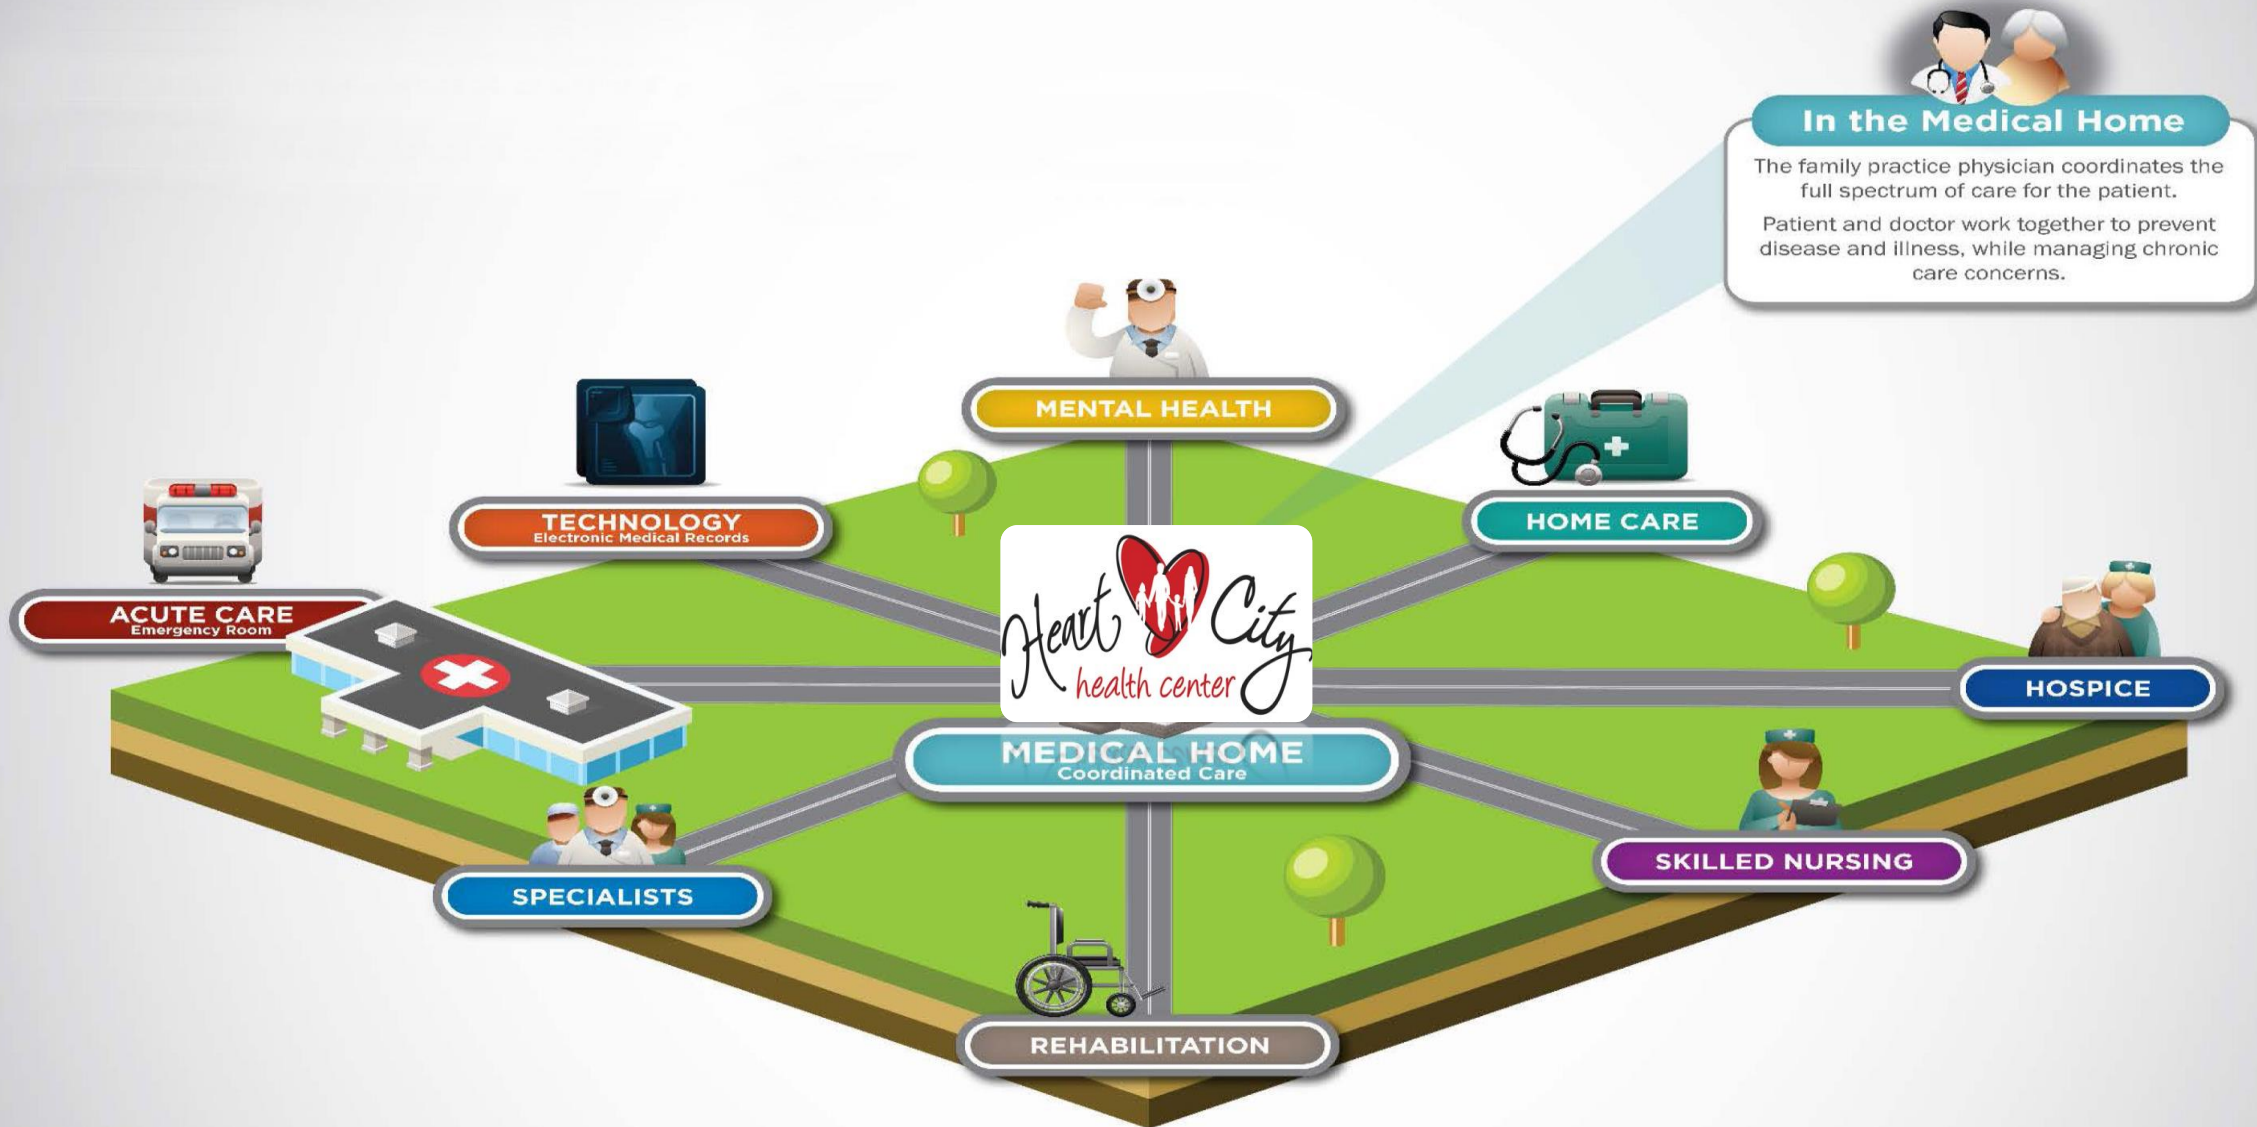 In the Medical Home
The family practice physician coordinates the
full spectrum of care for the patient.
Patient and doctor work together to prevent
disease and illness, while managing chronic
care concerns.
MENTAL HEALTH
TECHNOLOGY
Electronic Medical Records
HOME CARE
ACUTE CARE
Emergency Room
Heart City
health center
HOSPICE
MEDICAL HOME
Coordinated Care
SKILLED NURSING
SPECIALISTS
REHABILITATION